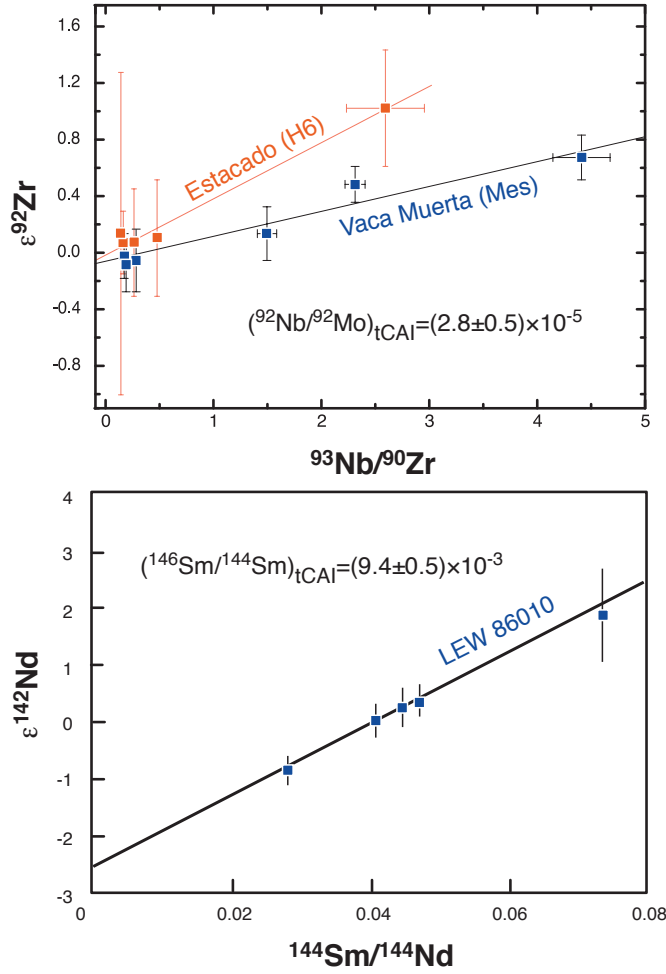 1.6
1.2
0.8
0.4
0.0
-0.4
-0.8
ε⁹²Zr
Estacado (H6)
Vaca Muerta (Mes)
(⁹²Nb/⁹²Mo)tCAI=(2.8±0.5)×10⁻⁵
0 1 2 3 4 5
⁹³Nb/⁹⁰Zr
4
3
2
1
0
-1
-2
-3
ε¹⁴²Nd
(¹⁴⁶Sm/¹⁴⁴Sm)tCAI=(9.4±0.5)×10⁻³
LEW 86010
0 0.02 0.04 0.06 0.08
¹⁴⁴Sm/¹⁴⁴Nd